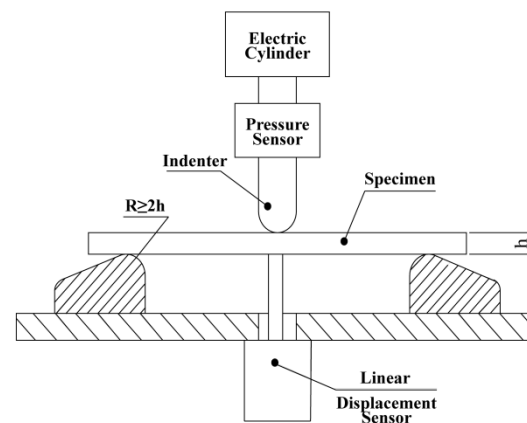 Electric
Cylinder
Pressure
Sensor
Indenter
Specimen
R≥2h
h
Linear
Displacement
Sensor